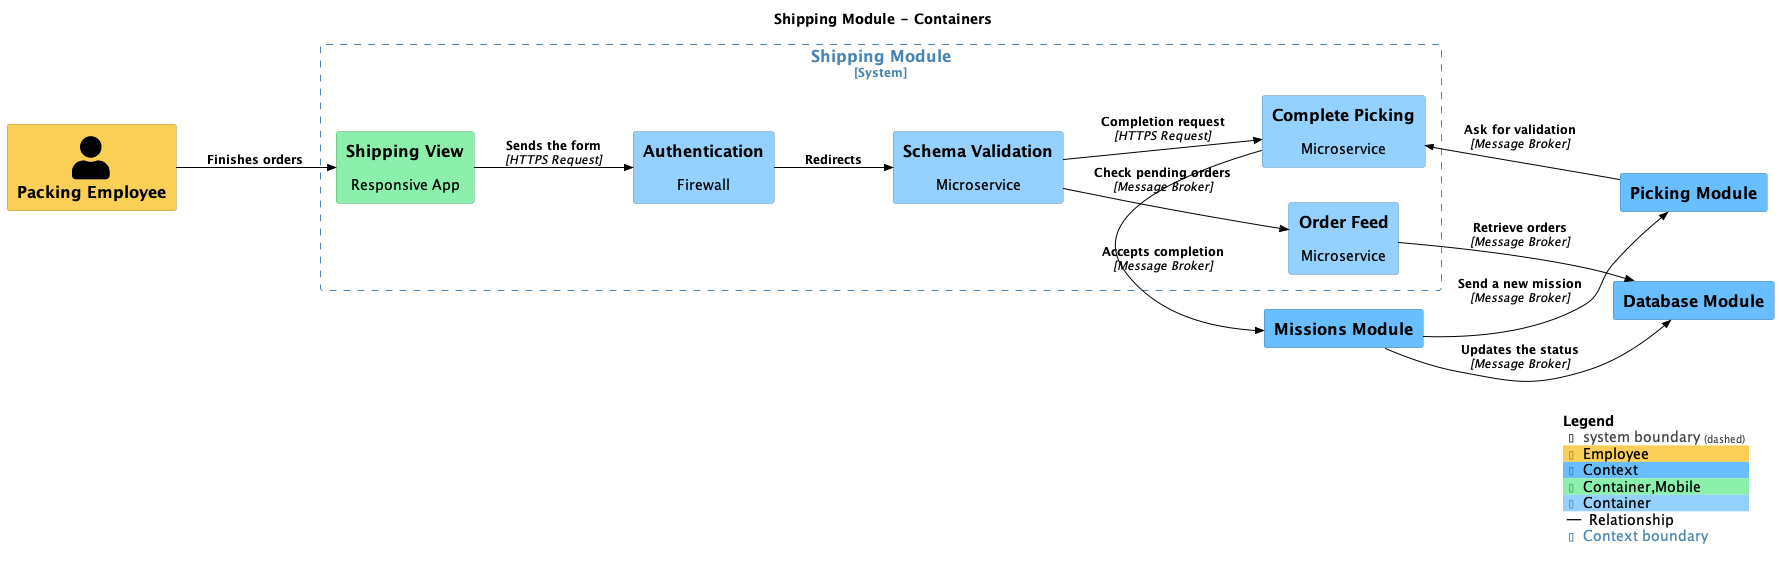 Shipping Module - Containers
Shipping Module
[System]
Packing Employee
Finishes orders
Shipping View
Responsive App
Sends the form
[HTTPS Request]
Authentication
Firewall
Redirects
Schema Validation
Microservice
Completion request
[HTTPS Request]
Check pending orders
[Message Broker]
Accepts completion
[Message Broker]
Complete Picking
Microservice
Order Feed
Microservice
Missions Module
Ask for validation
[Message Broker]
Retrieve orders
[Message Broker]
Send a new mission
[Message Broker]
Updates the status
[Message Broker]
Picking Module
Database Module
Legend
system boundary (dashed)
Employee
Context
Container,Mobile
Container
Relationship
Context boundary